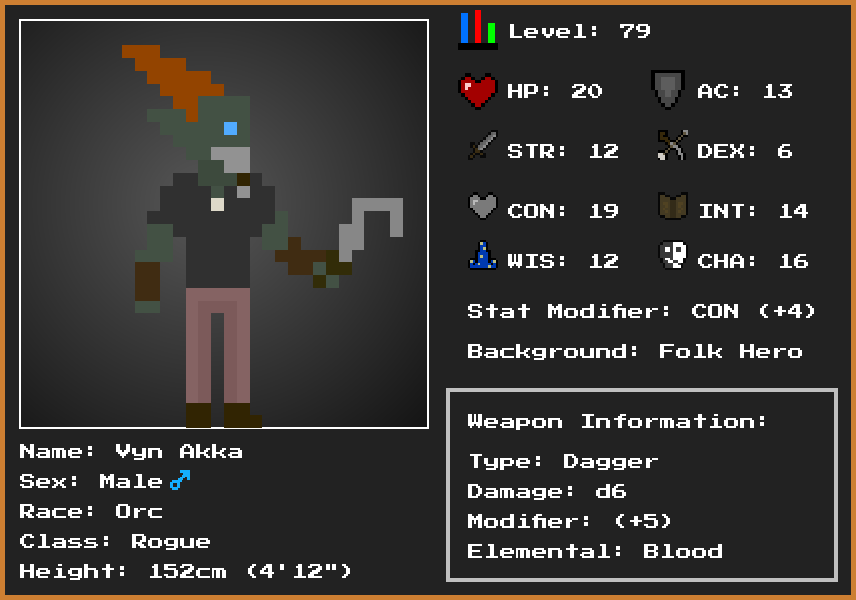 Level: 79
HP: 20
AC: 13
STR: 12
DEX: 6
CON: 19
INT: 14
WIS: 12
CHA: 16
Stat Modifier: CON (+4)
Background: Folk Hero
Weapon Information:
Type: Dagger
Damage: d6
Modifier: (+5)
Elemental: Blood
Name: Vyn Akka
Sex: Male ♂
Race: Orc
Class: Rogue
Height: 152cm (4'12")